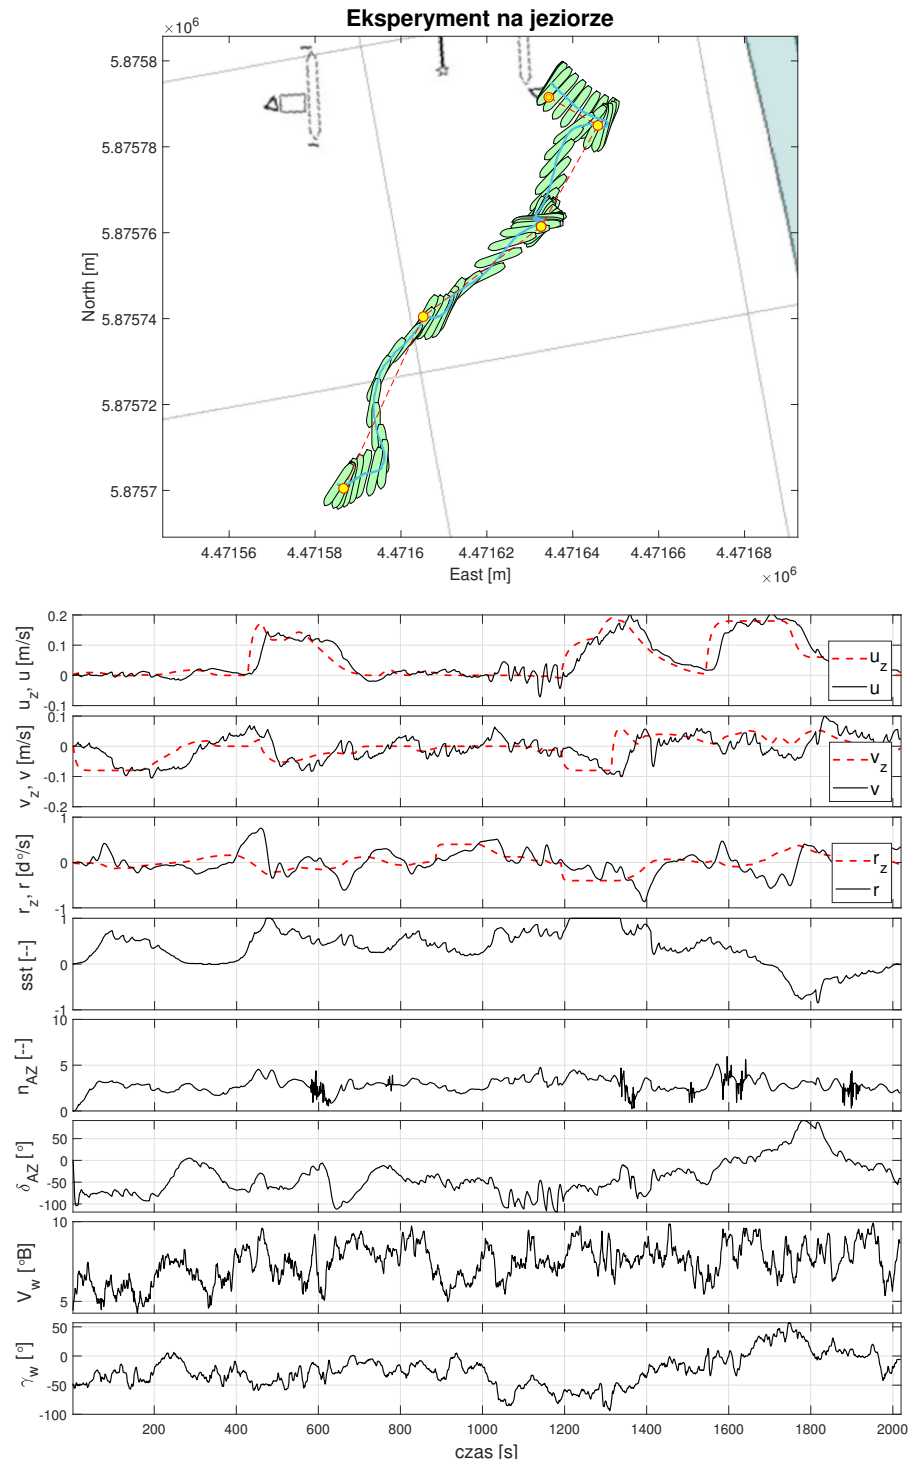 Eksperyment na jeziorze
×10⁶
5.8758
5.87578
5.87576
5.87574
5.87572
5.8757
North [m]
4.47156 4.47158 4.4716 4.47162 4.47164 4.47166 4.47168
East [m]
×10⁶
0.2
0.1
0
-0.1
u_z, u [m/s]
u_z
u
0.1
0
-0.1
-0.2
v_z, v [m/s]
v_z
v
1
0
-1
r_z, r [d°/s]
r_z
r
1
0
-1
sst [--]
10
5
0
n_AZ [--]
50
0
-50
-100
δ_AZ [°]
10
5
V_w [°B]
50
0
-50
-100
γ_w [°]
200 400 600 800 1000 1200 1400 1600 1800 2000
czas [s]